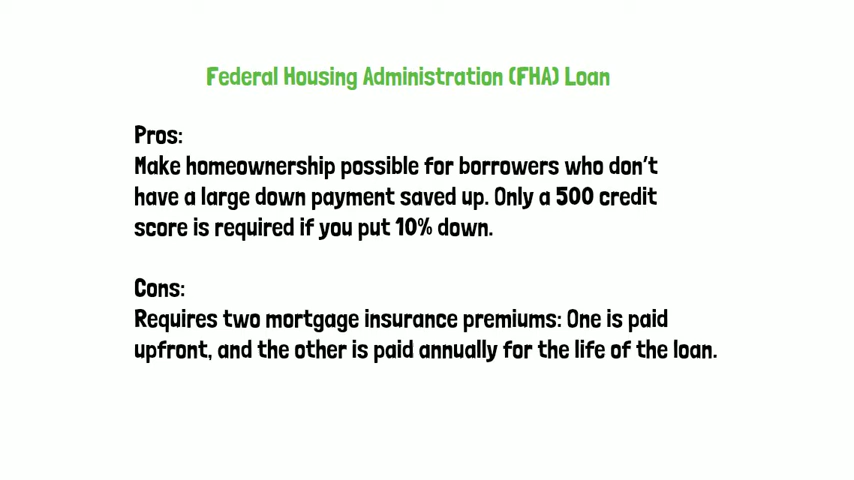 Federal Housing Administration (FHA) Loan
Pros:
Make homeownership possible for borrowers who don't
have a large down payment saved up. Only a 500 credit
score is required if you put 10% down.
Cons:
Requires two mortgage insurance premiums: One is paid
upfront, and the other is paid annually for the life of the loan.